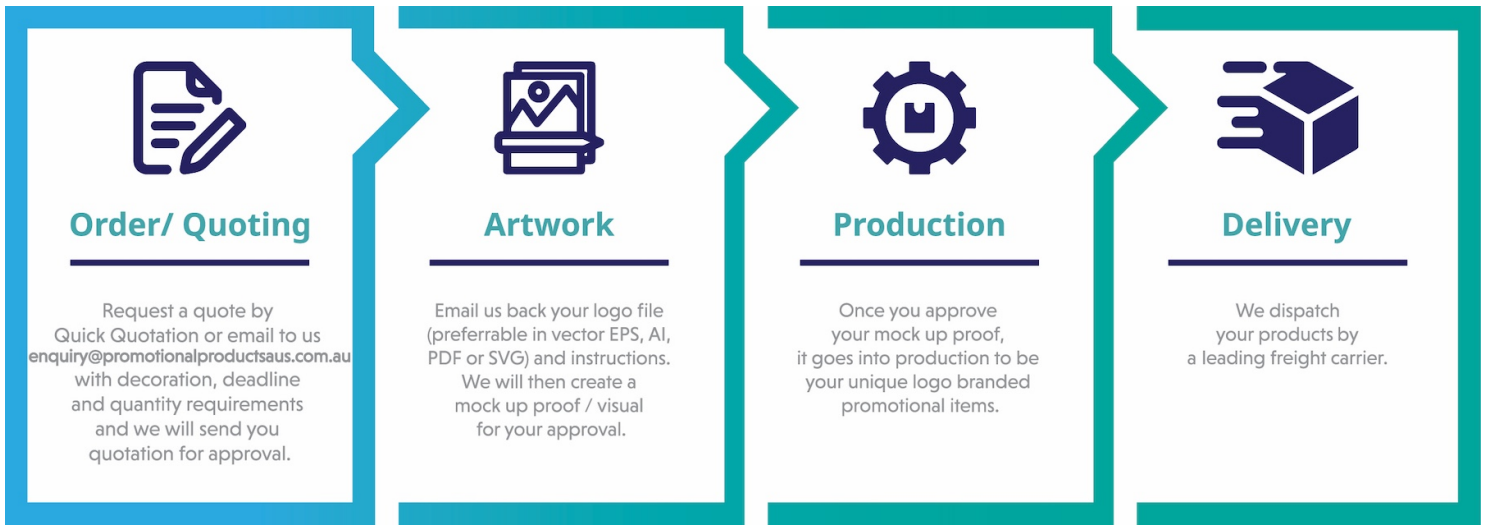 Order/ Quoting
Request a quote by
Quick Quotation or email to us
enquiry@promotionalproductsaus.com.au
with decoration, deadline
and quantity requirements
and we will send you
quotation for approval.
Artwork
Email us back your logo file
(preferrable in vector EPS, AI,
PDF or SVG) and instructions.
We will then create a
mock up proof / visual
for your approval.
Production
Once you approve
your mock up proof,
it goes into production to be
your unique logo branded
promotional items.
Delivery
We dispatch
your products by
a leading freight carrier.